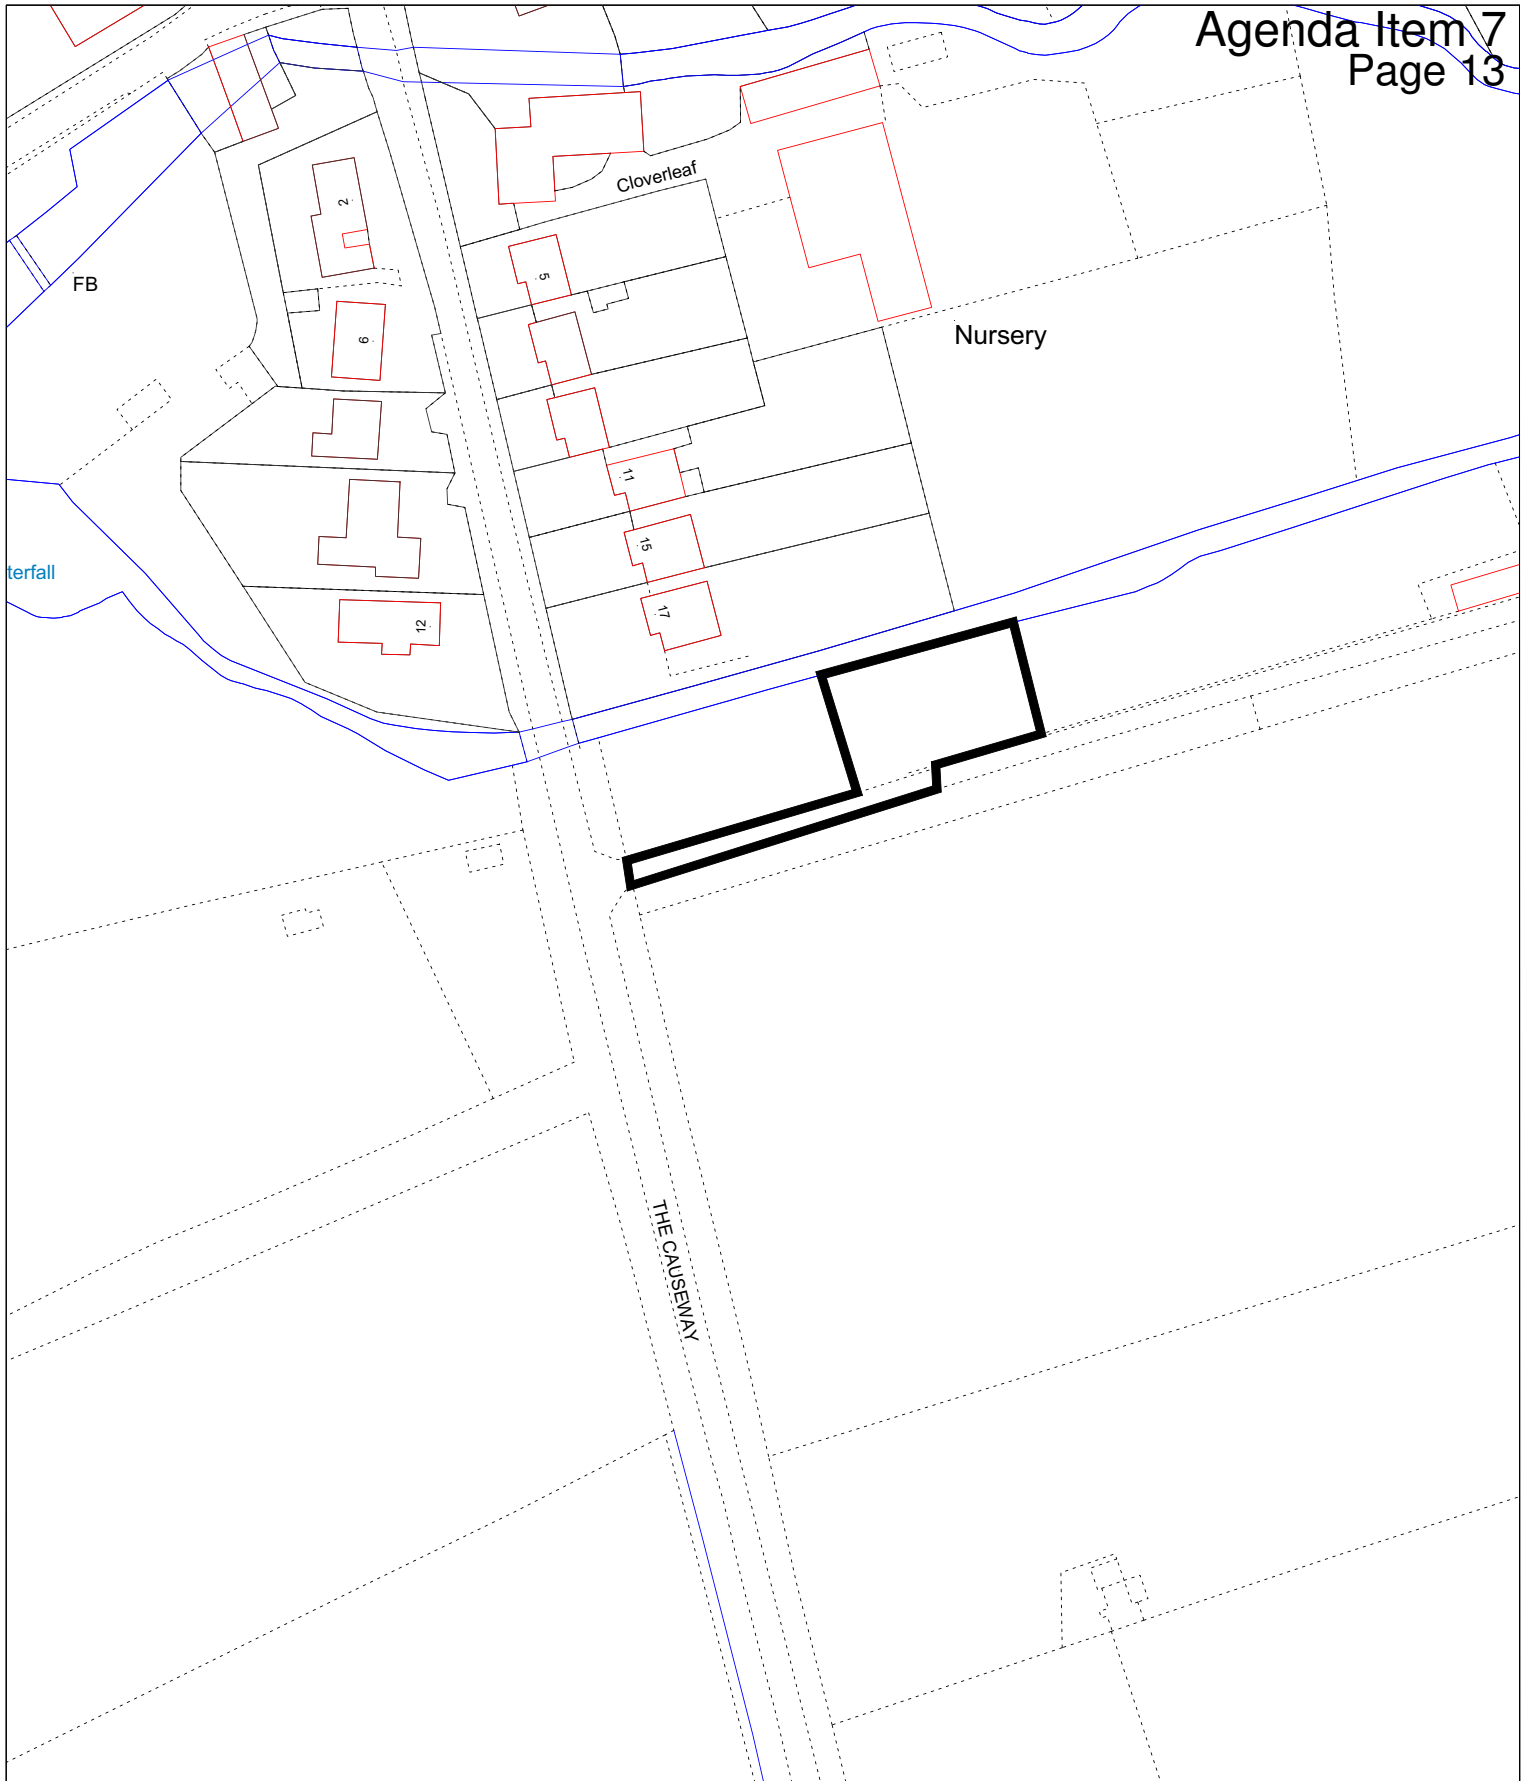 Agenda Item 7
Page 13
Cloverleaf
2
5
FB
6
Nursery
11
15
terfall
17
12
THE CAUSEWAY